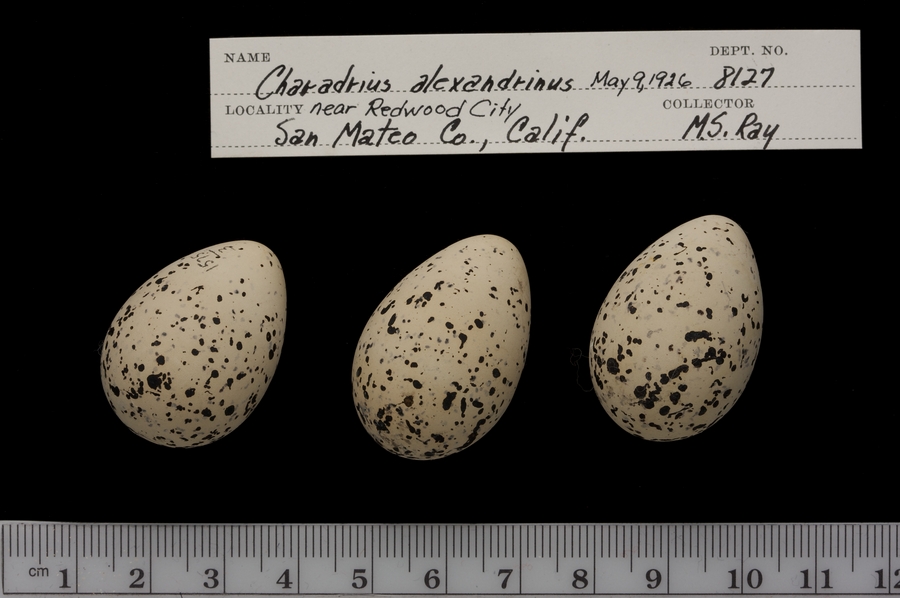 NAME DEPT. NO.
Charadrius alexandrinus May 9, 1926 8127
LOCALITY near Redwood City COLLECTOR
San Mateo Co., Calif. M.S. Ray
cm 1 2 3 4 5 6 7 8 9 10 11 12